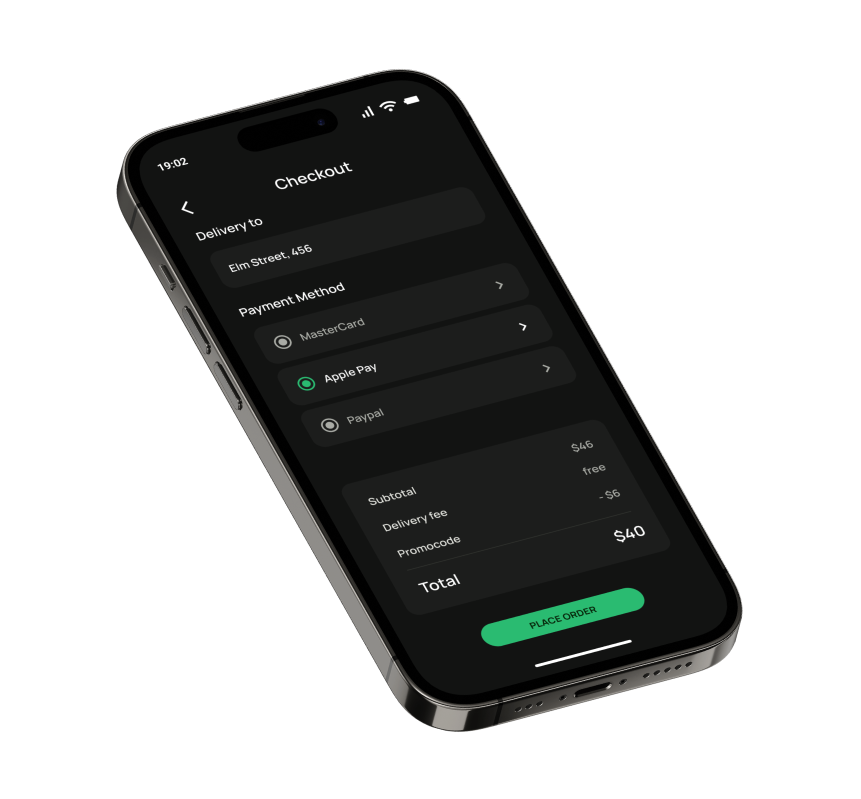 19:02
Checkout
Delivery to
Elm Street, 456
Payment Method
MasterCard
Apple Pay
Paypal
Subtotal $46
Delivery fee free
Promocode - $6
Total $40
PLACE ORDER